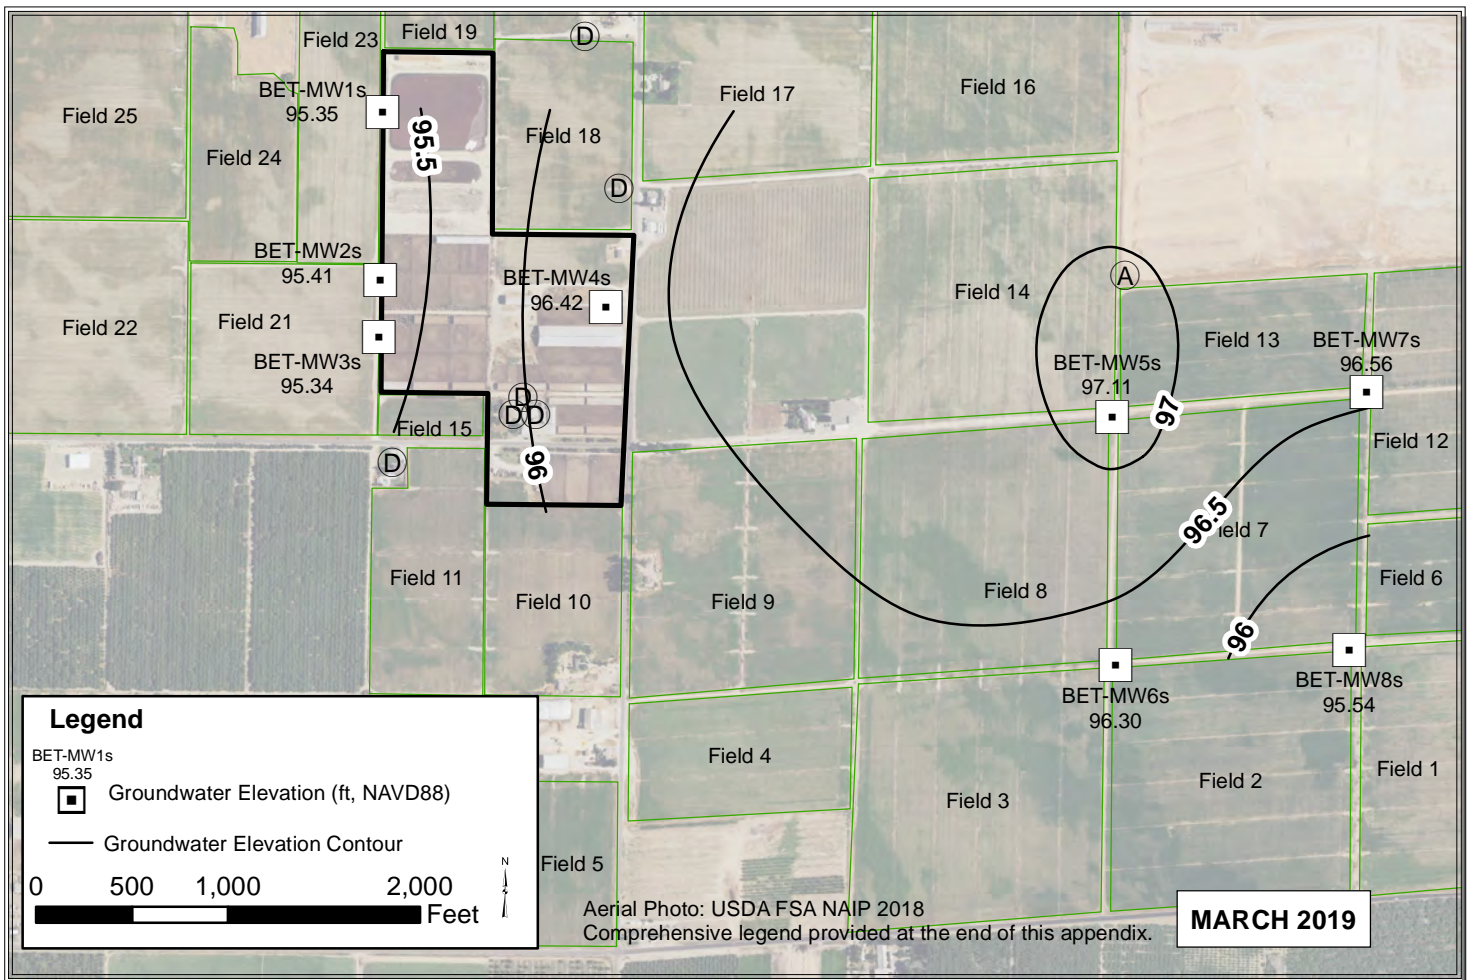 Field 23
Field 19
D
Field 25
BET-MW1s
95.35
Field 24
95.5
Field 18
D
Field 17
Field 16
BET-MW2s
95.41
BET-MW4s
96.42
Field 14
A
Field 22
Field 21
BET-MW3s
95.34
Field 13
BET-MW7s
96.56
BET-MW5s
97.11
97
D
D
D
Field 15
D
96
Field 12
96.5
Field 7
Field 11
Field 10
Field 9
Field 8
Field 6
96
BET-MW6s
96.30
BET-MW8s
95.54
Field 4
Field 3
Field 2
Field 1
Field 5
Legend
BET-MW1s
95.35
Groundwater Elevation (ft, NAVD88)
Groundwater Elevation Contour
N
0 500 1,000 2,000
Feet
Aerial Photo: USDA FSA NAIP 2018
Comprehensive legend provided at the end of this appendix.
MARCH 2019